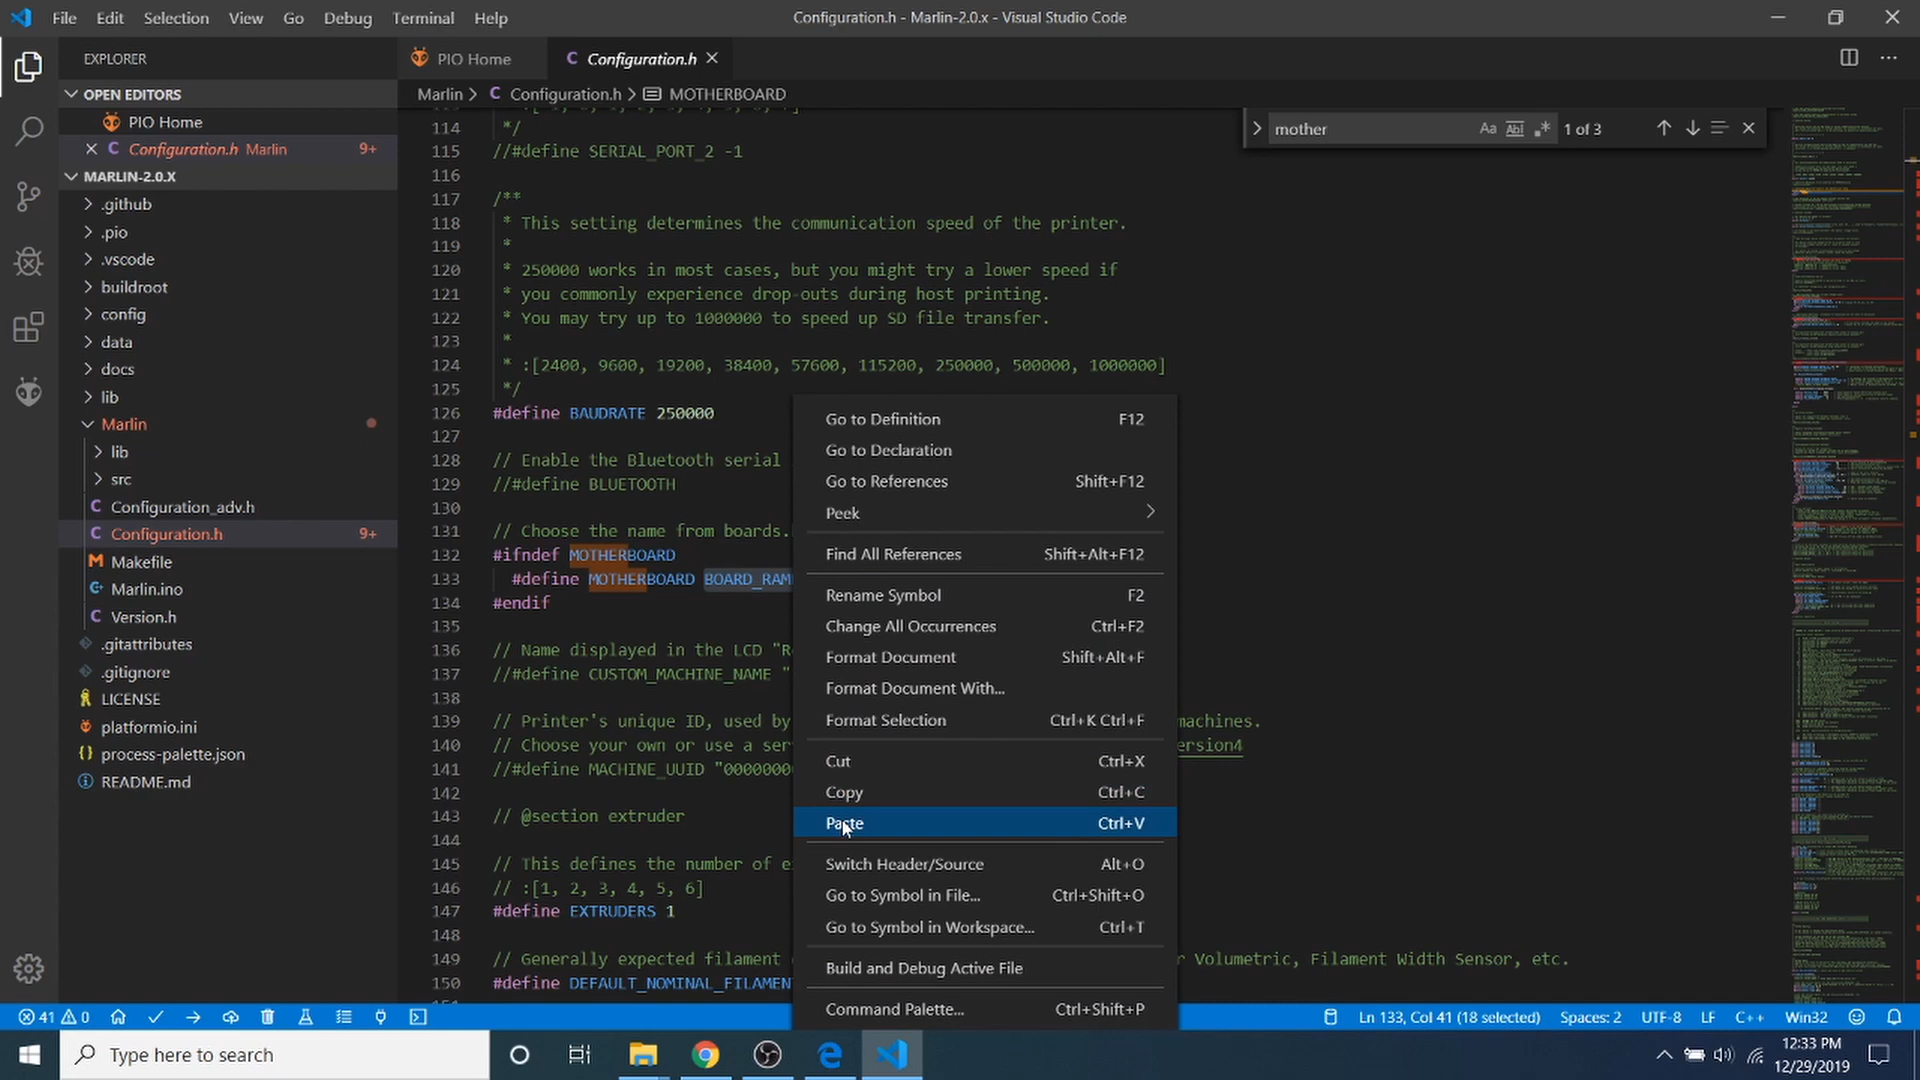 File Edit Selection View Go Debug Terminal Help
Configuration.h - Marlin-2.0.x - Visual Studio Code
EXPLORER
OPEN EDITORS
PIO Home
Configuration.h Marlin 9+
MARLIN-2.0.X
.github
.pio
.vscode
buildroot
config
data
docs
lib
Marlin
lib
src
Configuration_adv.h
Configuration.h 9+
Makefile
Marlin.ino
Version.h
.gitattributes
.gitignore
LICENSE
platformio.ini
process-palette.json
README.md
PIO Home
Configuration.h
Marlin > Configuration.h > MOTHERBOARD
mother
Aa Abl .* 1 of 3
114 */
115 //#define SERIAL_PORT_2 -1
116
117 /**
118 * This setting determines the communication speed of the printer.
119 *
120 * 250000 works in most cases, but you might try a lower speed if
121 * you commonly experience drop-outs during host printing.
122 * You may try up to 1000000 to speed up SD file transfer.
123 *
124 * :[2400, 9600, 19200, 38400, 57600, 115200, 250000, 500000, 1000000]
125 */
126 #define BAUDRATE 250000
127
128 // Enable the Bluetooth serial
129 //#define BLUETOOTH
130
131 // Choose the name from boards.
132 #ifndef MOTHERBOARD
133 #define MOTHERBOARD BOARD_RAM
134 #endif
135
136 // Name displayed in the LCD "R
137 //#define CUSTOM_MACHINE_NAME "
138
139 // Printer's unique ID, used by machines.
140 // Choose your own or use a ser ersion4
141 //#define MACHINE_UUID "0000000
142
143 // @section extruder
144
145 // This defines the number of e
146 // :[1, 2, 3, 4, 5, 6]
147 #define EXTRUDERS 1
148
149 // Generally expected filament r Volumetric, Filament Width Sensor, etc.
150 #define DEFAULT_NOMINAL_FILAMEN
Go to Definition F12
Go to Declaration
Go to References Shift+F12
Peek
Find All References Shift+Alt+F12
Rename Symbol F2
Change All Occurrences Ctrl+F2
Format Document Shift+Alt+F
Format Document With...
Format Selection Ctrl+K Ctrl+F
Cut Ctrl+X
Copy Ctrl+C
Paste Ctrl+V
Switch Header/Source Alt+O
Go to Symbol in File... Ctrl+Shift+O
Go to Symbol in Workspace... Ctrl+T
Build and Debug Active File
Command Palette... Ctrl+Shift+P
41 0
Ln 133, Col 41 (18 selected) Spaces: 2 UTF-8 LF C++ Win32
Type here to search
12:33 PM
12/29/2019